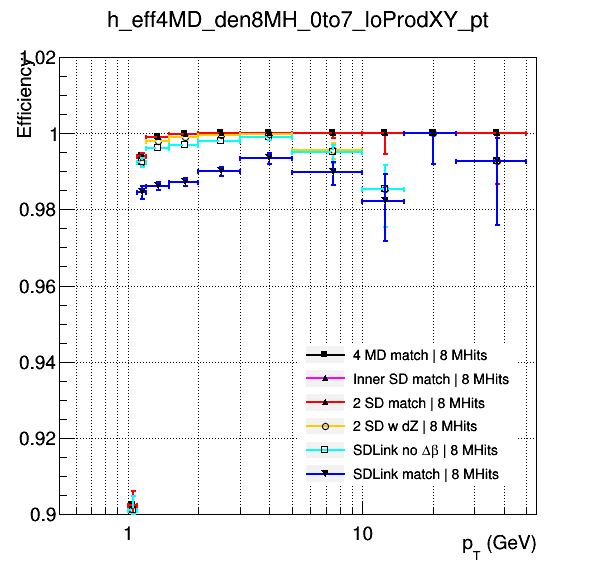 h_eff4MD_den8MH_0to7_loProdXY_pt
Efficiency
1.02
1
0.98
0.96
0.94
0.92
0.9
4 MD match | 8 MHits
Inner SD match | 8 MHits
2 SD match | 8 MHits
2 SD w dZ | 8 MHits
SDLink no Δβ | 8 MHits
SDLink match | 8 MHits
1
10
p_T (GeV)